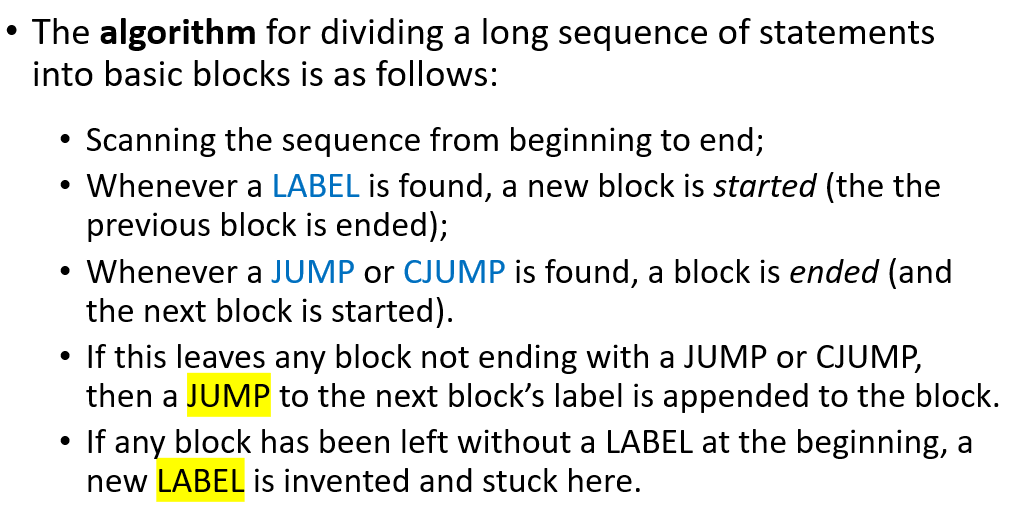 • The algorithm for dividing a long sequence of statements
into basic blocks is as follows:
• Scanning the sequence from beginning to end;
• Whenever a LABEL is found, a new block is started (the the
previous block is ended);
• Whenever a JUMP or CJUMP is found, a block is ended (and
the next block is started).
• If this leaves any block not ending with a JUMP or CJUMP,
then a JUMP to the next block’s label is appended to the block.
• If any block has been left without a LABEL at the beginning, a
new LABEL is invented and stuck here.